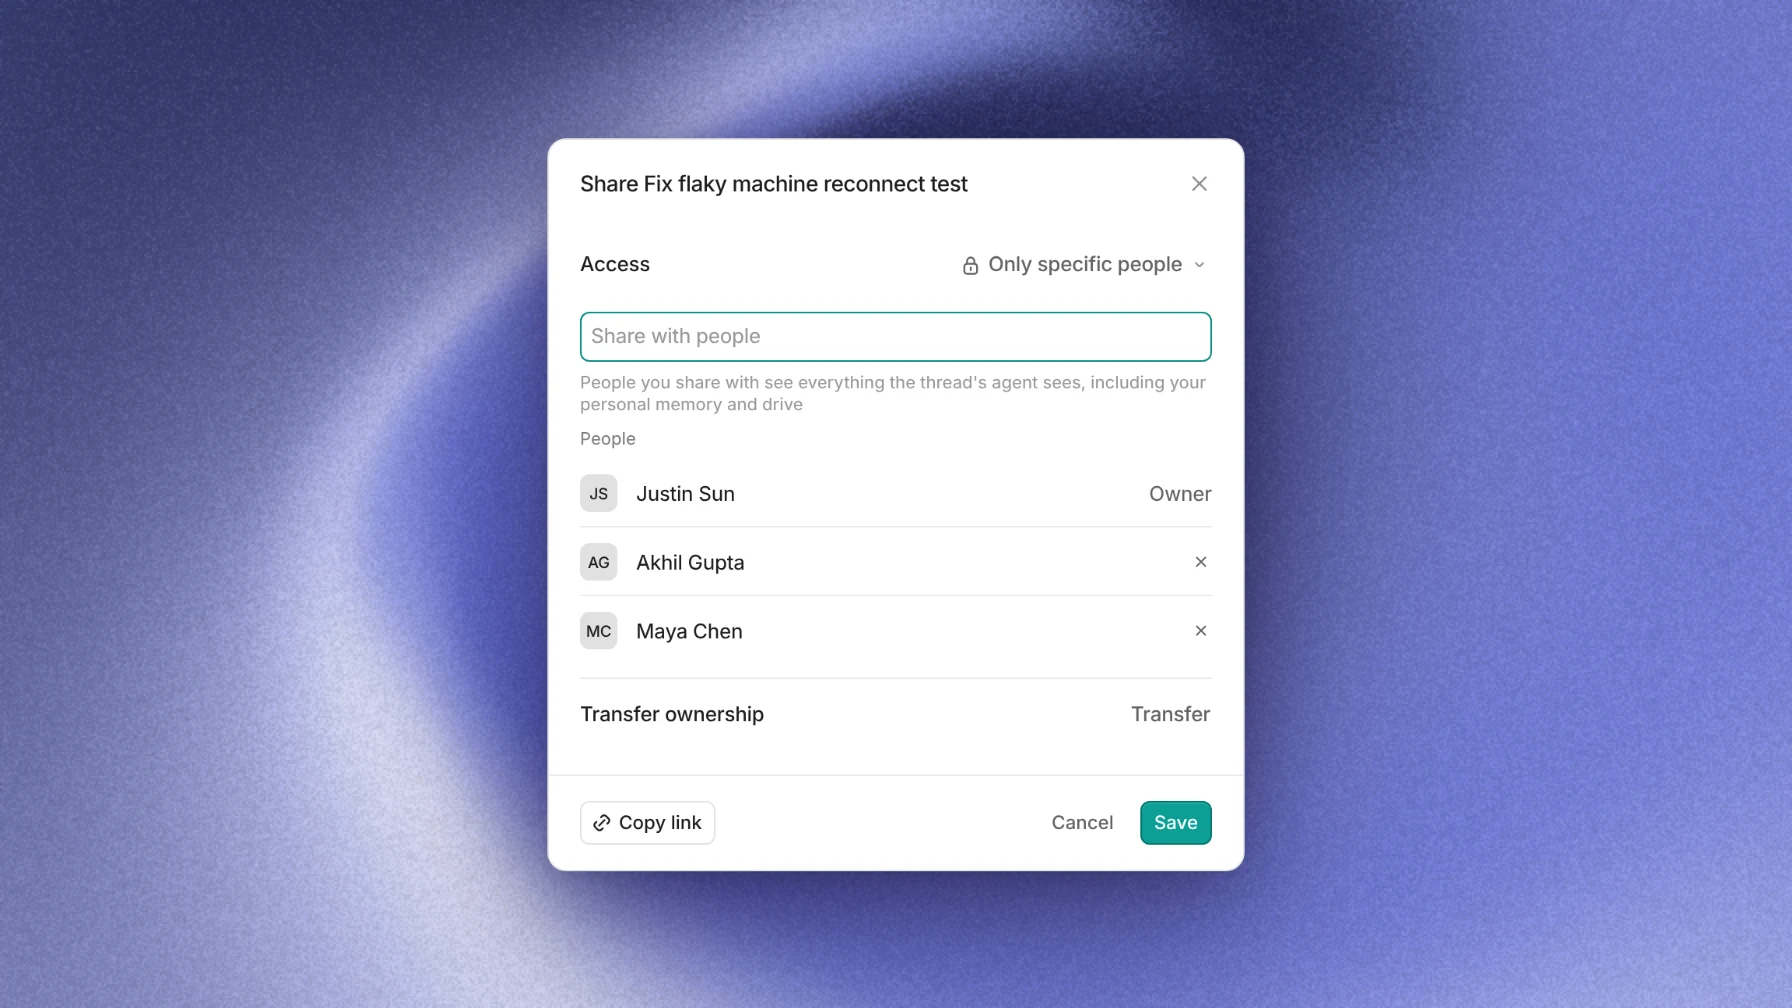 Share Fix flaky machine reconnect test
Access
Only specific people
Share with people
People you share with see everything the thread's agent sees, including your
personal memory and drive
People
JS Justin Sun Owner
AG Akhil Gupta
MC Maya Chen
Transfer ownership Transfer
Copy link Cancel Save